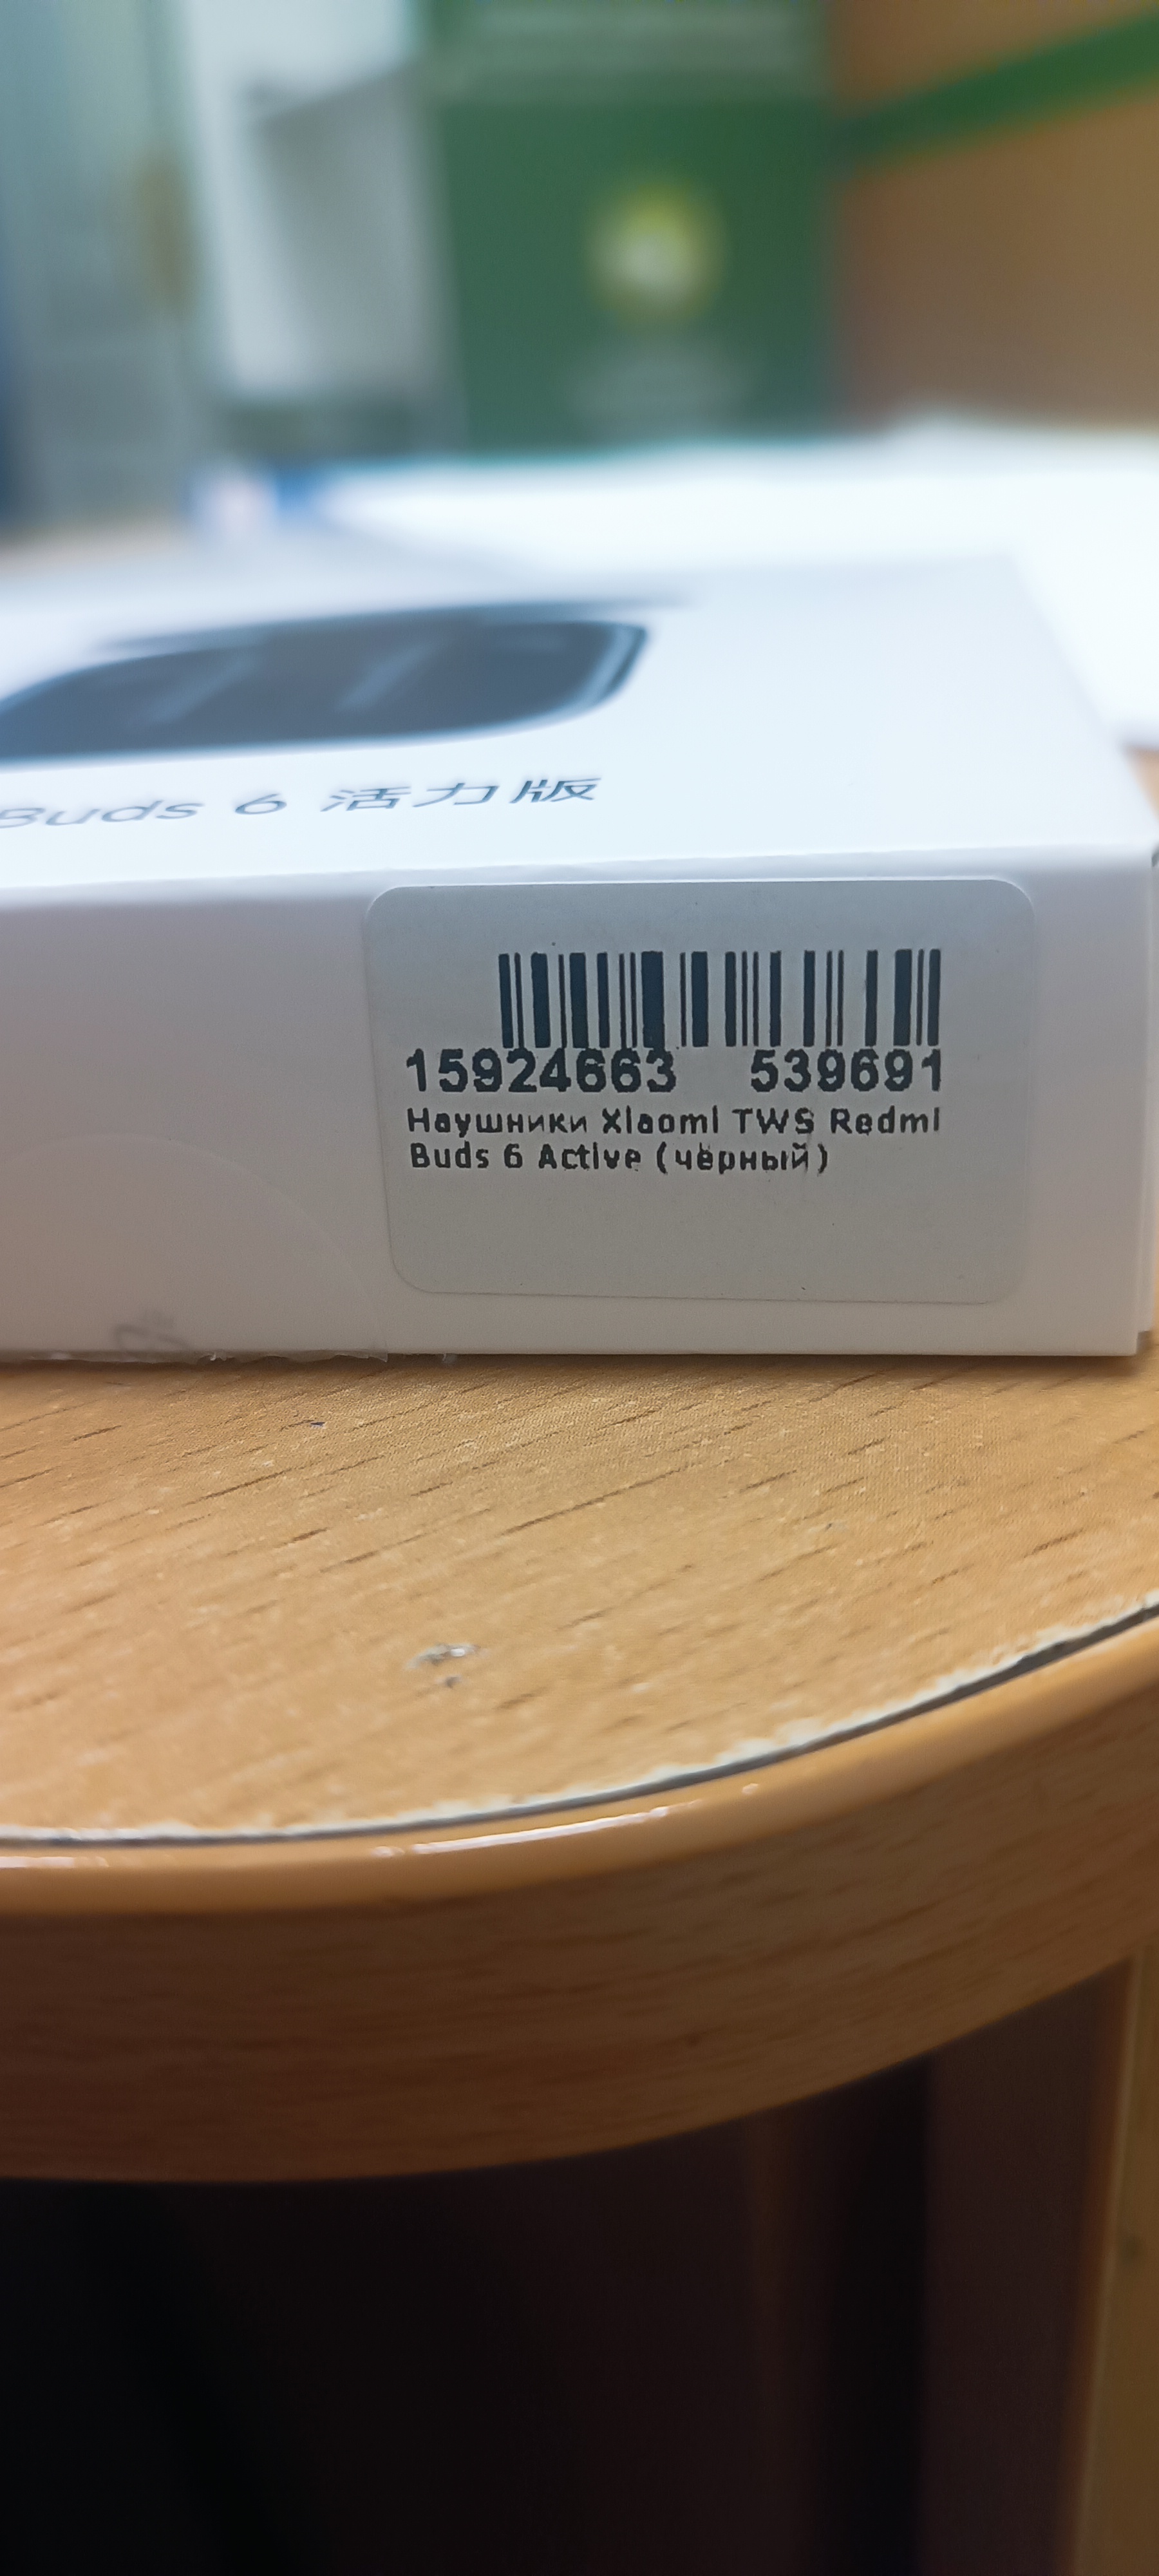 Buds 6 活力版
15924663 539691
Наушники Xiaomi TWS Redmi
Buds 6 Active (чёрный)